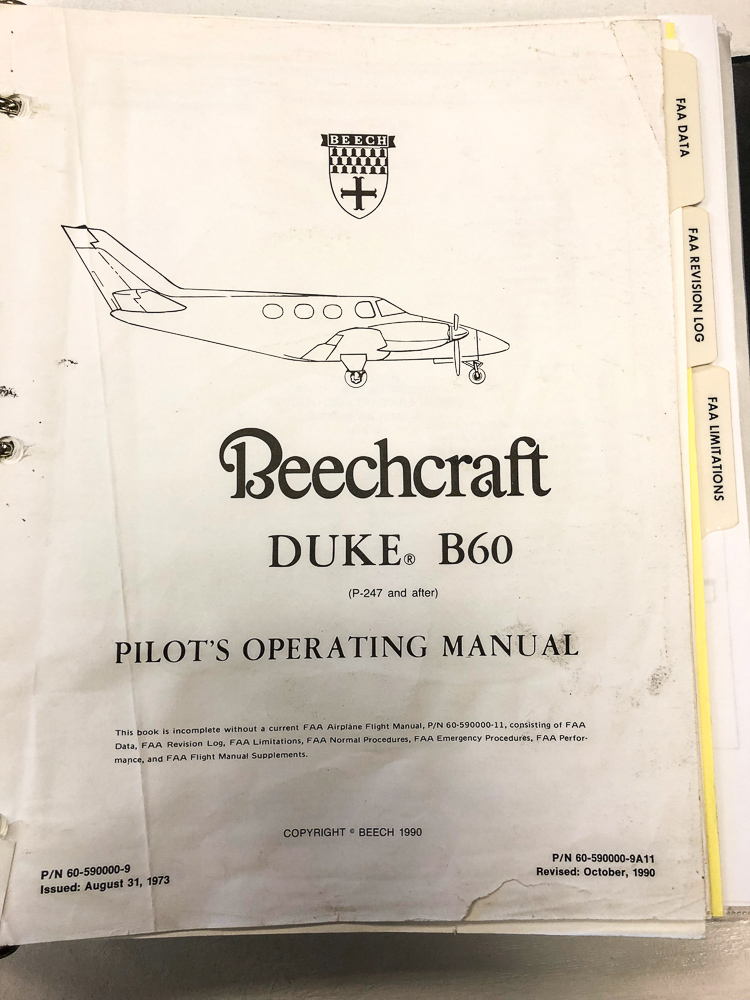 BEECH
Beechcraft
DUKE® B60
(P-247 and after)
PILOT'S OPERATING MANUAL
This book is incomplete without a current FAA Airplane Flight Manual, P/N 60-590000-11, consisting of FAA
Data, FAA Revision Log, FAA Limitations, FAA Normal Procedures, FAA Emergency Procedures, FAA Perfor-
mance, and FAA Flight Manual Supplements.
COPYRIGHT © BEECH 1990
P/N 60-590000-9
Issued: August 31, 1973
P/N 60-590000-9A11
Revised: October, 1990
FAA DATA
FAA REVISION LOG
FAA LIMITATIONS